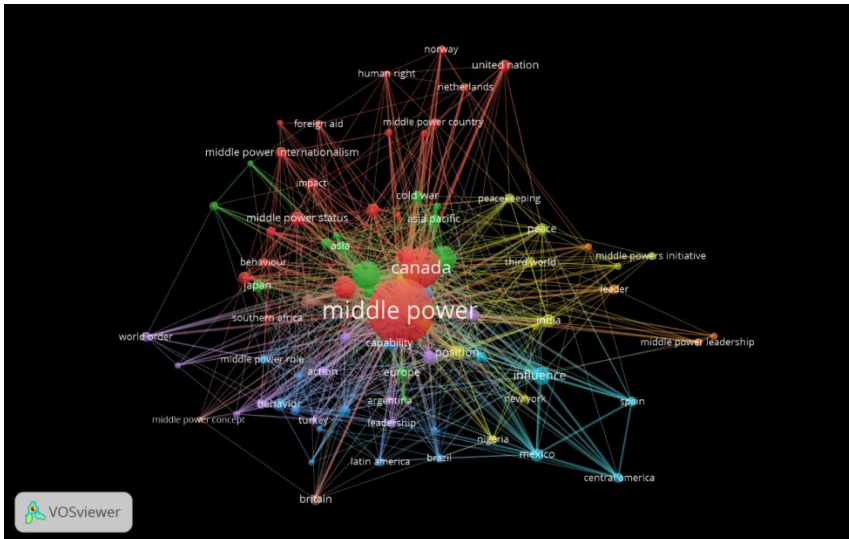 norway
united nation
human right
netherlands
foreign aid
middle power country
middle power internationalism
impact
cold war
peacekeeping
middle power status
asia pacific
peace
asia
middle powers initiative
behaviour
canada
third world
japan
leader
middle power
southern africa
india
world order
capability
middle power leadership
middle power role
position
action
europe
influence
behavior
argentina
new york
spain
middle power concept
turkey
leadership
nigeria
mexico
latin america
brazil
central america
britain
VOSviewer